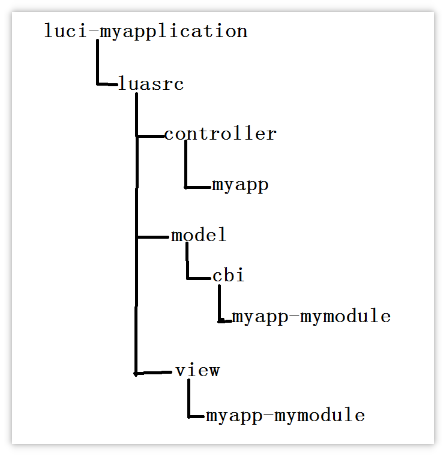 luci-myapplication
luasrc
controller
myapp
model
cbi
myapp-mymodule
view
myapp-mymodule